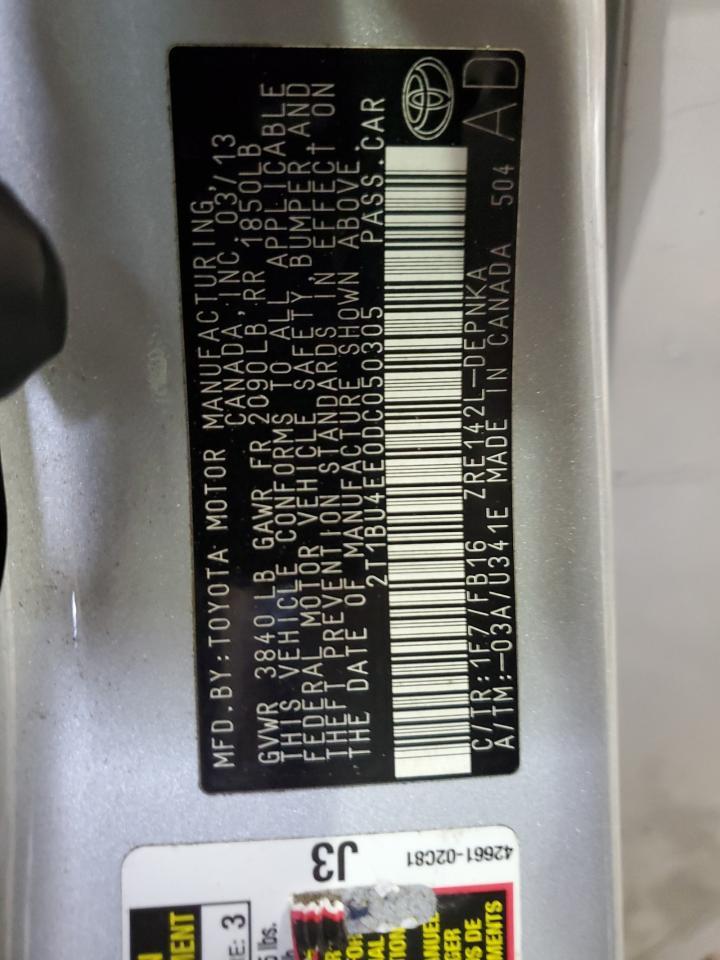 MFD.BY:TOYOTA MOTOR MANUFACTURING,
CANADA,INC. 03/13
GVWR 3840LB GAWR FR 2090LB,RR 1850LB
THIS VEHICLE CONFORMS TO ALL APPLICABLE
FEDERAL MOTOR VEHICLE SAFETY, BUMPER AND
THEFT PREVENTION STANDARDS IN EFFECT ON
THE DATE OF MANUFACTURE SHOWN ABOVE.
2T1BU4EE0DC050305 PASS.CAR
C/TR:1F7/FB16 ZRE142L-DEPNKA
A/TM:-03A/U341E MADE IN CANADA 504 AD
J3
42661-02C81
3
lbs.